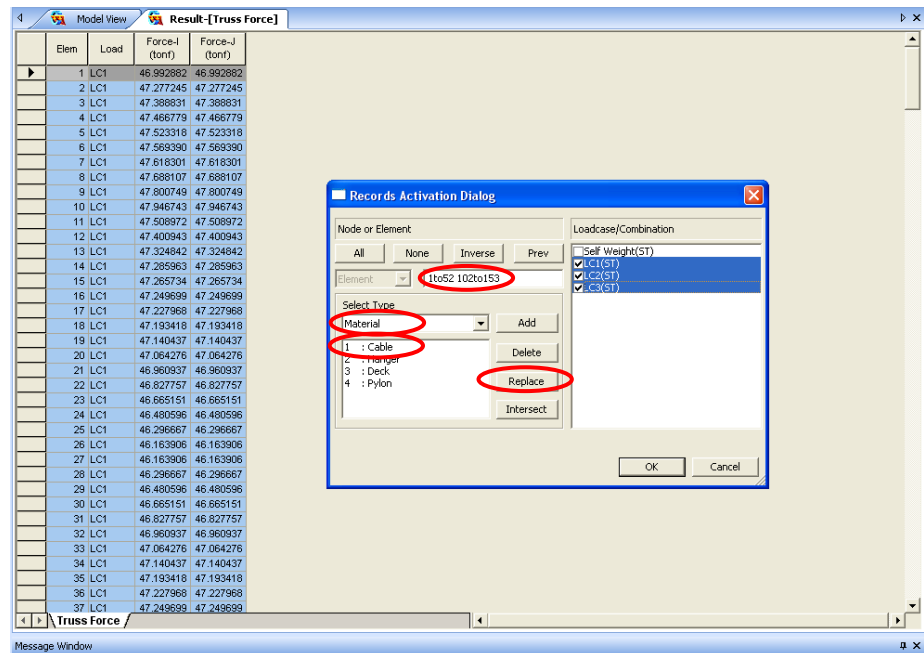 Model View Result-[Truss Force]
Elem Load Force-I (tonf) Force-J (tonf)
1 LC1 46.992882 46.992882
2 LC1 47.277245 47.277245
3 LC1 47.388831 47.388831
4 LC1 47.466779 47.466779
5 LC1 47.523318 47.523318
6 LC1 47.569390 47.569390
7 LC1 47.618301 47.618301
8 LC1 47.688107 47.688107
9 LC1 47.800749 47.800749
10 LC1 47.946743 47.946743
11 LC1 47.508972 47.508972
12 LC1 47.400943 47.400943
13 LC1 47.324842 47.324842
14 LC1 47.285963 47.285963
15 LC1 47.265734 47.265734
16 LC1 47.249699 47.249699
17 LC1 47.227968 47.227968
18 LC1 47.193418 47.193418
19 LC1 47.140437 47.140437
20 LC1 47.064276 47.064276
21 LC1 46.960937 46.960937
22 LC1 46.827757 46.827757
23 LC1 46.665151 46.665151
24 LC1 46.480596 46.480596
25 LC1 46.296667 46.296667
26 LC1 46.163906 46.163906
27 LC1 46.163906 46.163906
28 LC1 46.296667 46.296667
29 LC1 46.480596 46.480596
30 LC1 46.665151 46.665151
31 LC1 46.827757 46.827757
32 LC1 46.960937 46.960937
33 LC1 47.064276 47.064276
34 LC1 47.140437 47.140437
35 LC1 47.193418 47.193418
36 LC1 47.227968 47.227968
37 LC1 47.249699 47.249699
Truss Force
Message Window
Records Activation Dialog
Node or Element
All None Inverse Prev
Element 1to52 102to153
Select Type
Material Add
1 : Cable
2 : Hanger
3 : Deck
4 : Pylon
Delete
Replace
Intersect
Loadcase/Combination
Self Weight(ST)
LC1(ST)
LC2(ST)
LC3(ST)
OK Cancel